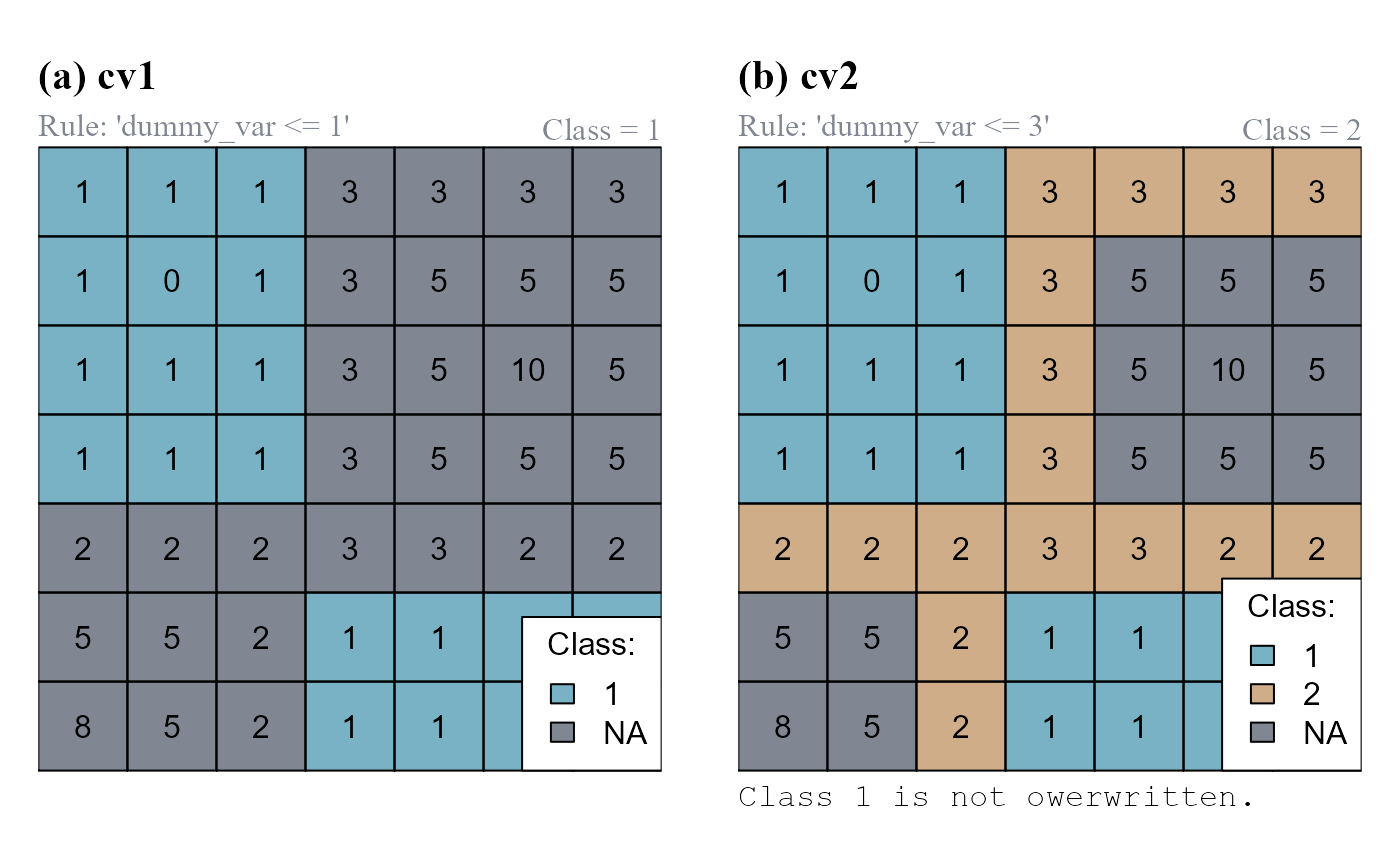 (a) cv1
Rule: 'dummy_var <= 1' Class = 1
1 1 1 3 3 3 3
1 0 1 3 5 5 5
1 1 1 3 5 10 5
1 1 1 3 5 5 5
2 2 2 3 3 2 2
5 5 2 1 1
8 5 2 1 1
Class:
1
NA
(b) cv2
Rule: 'dummy_var <= 3' Class = 2
1 1 1 3 3 3 3
1 0 1 3 5 5 5
1 1 1 3 5 10 5
1 1 1 3 5 5 5
2 2 2 3 3 2 2
5 5 2 1 1
8 5 2 1 1
Class:
1
2
NA
Class 1 is not owerwritten.